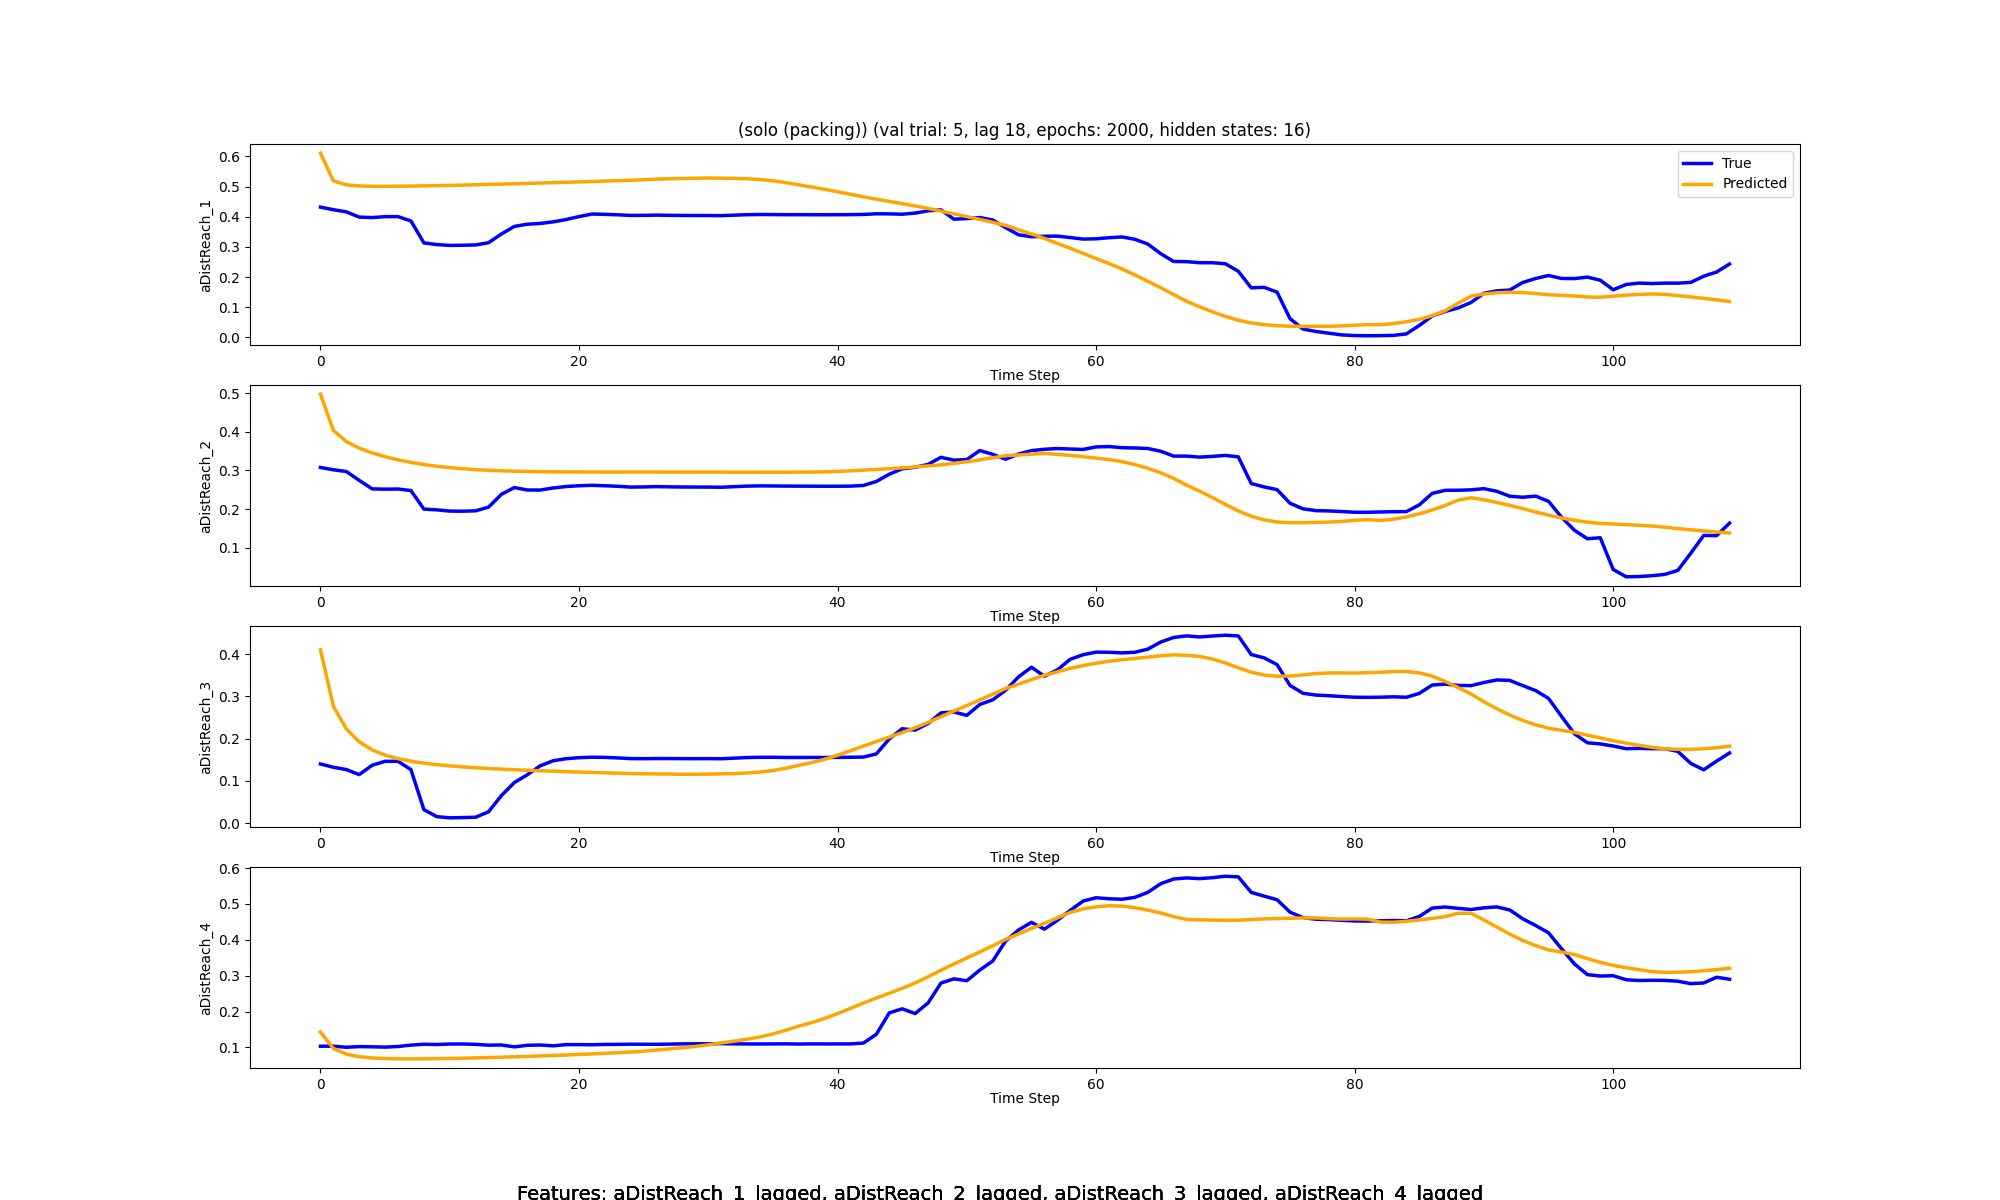 (solo (packing)) (val trial: 5, lag 18, epochs: 2000, hidden states: 16)
True
Predicted
aDistReach_1
0.6
0.5
0.4
0.3
0.2
0.1
0.0
0 20 40 60 80 100
Time Step
aDistReach_2
0.5
0.4
0.3
0.2
0.1
0 20 40 60 80 100
Time Step
aDistReach_3
0.4
0.3
0.2
0.1
0.0
0 20 40 60 80 100
Time Step
aDistReach_4
0.6
0.5
0.4
0.3
0.2
0.1
0 20 40 60 80 100
Time Step
Features: aDistReach_1_lagged, aDistReach_2_lagged, aDistReach_3_lagged, aDistReach_4_lagged